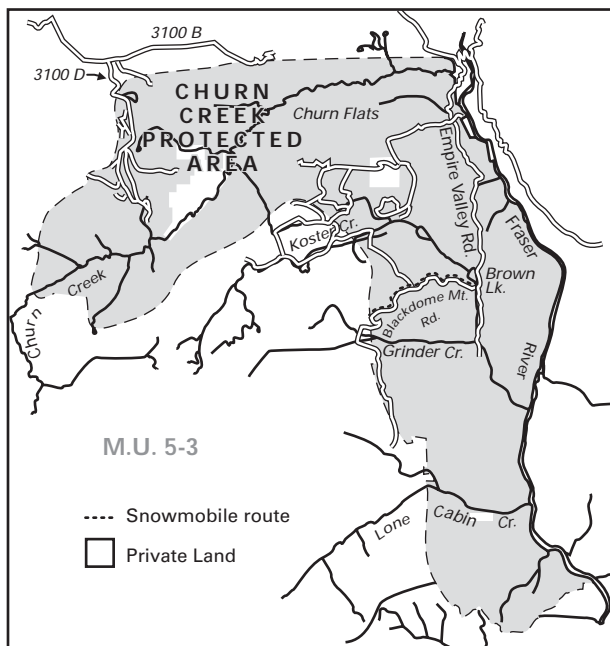 3100 B
3100 D
CHURN
CREEK
PROTECTED
AREA
Churn Flats
Empire Valley Rd.
Fraser
River
Koster Cr.
Brown
Lk.
Blackdome Mt.
Rd.
Grinder Cr.
Churn
Creek
M.U. 5-3
Snowmobile route
Private Land
Lone
Cabin
Cr.